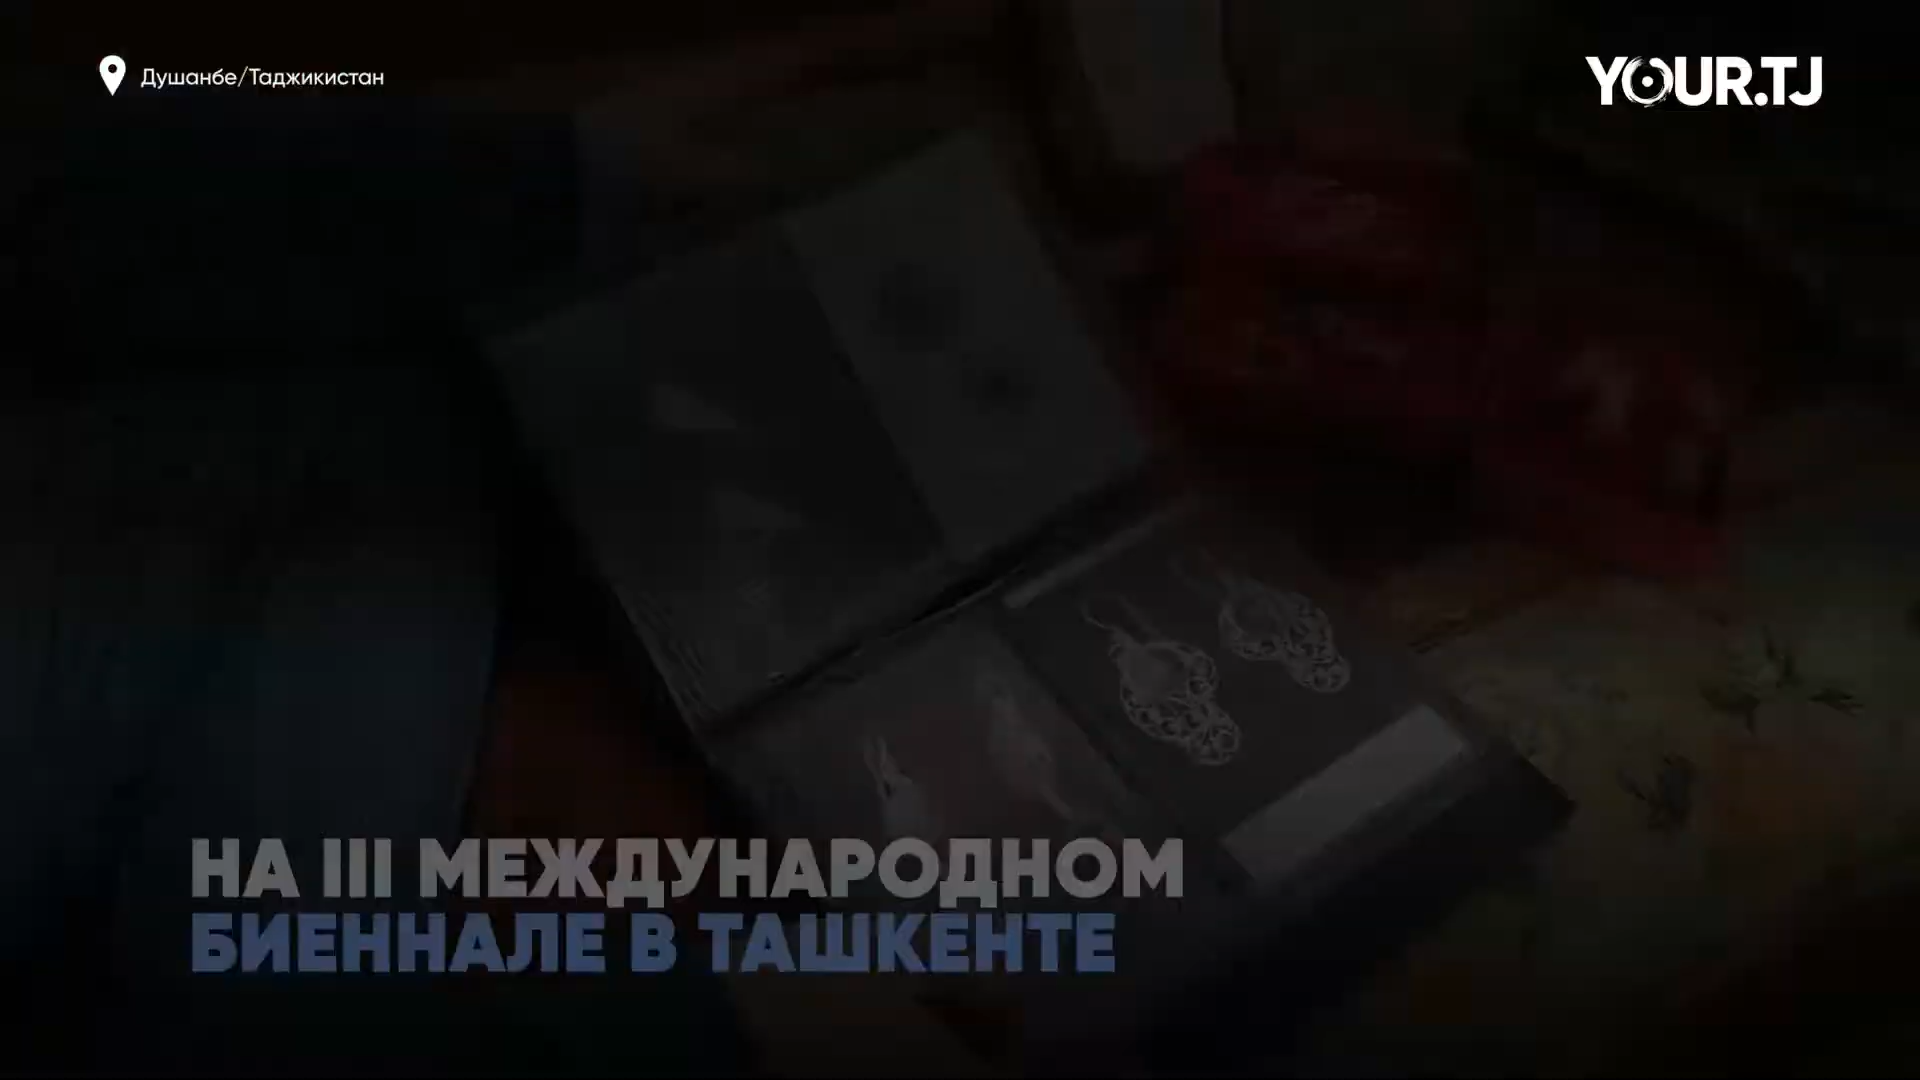 Душанбе/Таджикистан
YOUR.TJ
НА III МЕЖДУНАРОДНОМ
БИЕННАЛЕ В ТАШКЕНТЕ